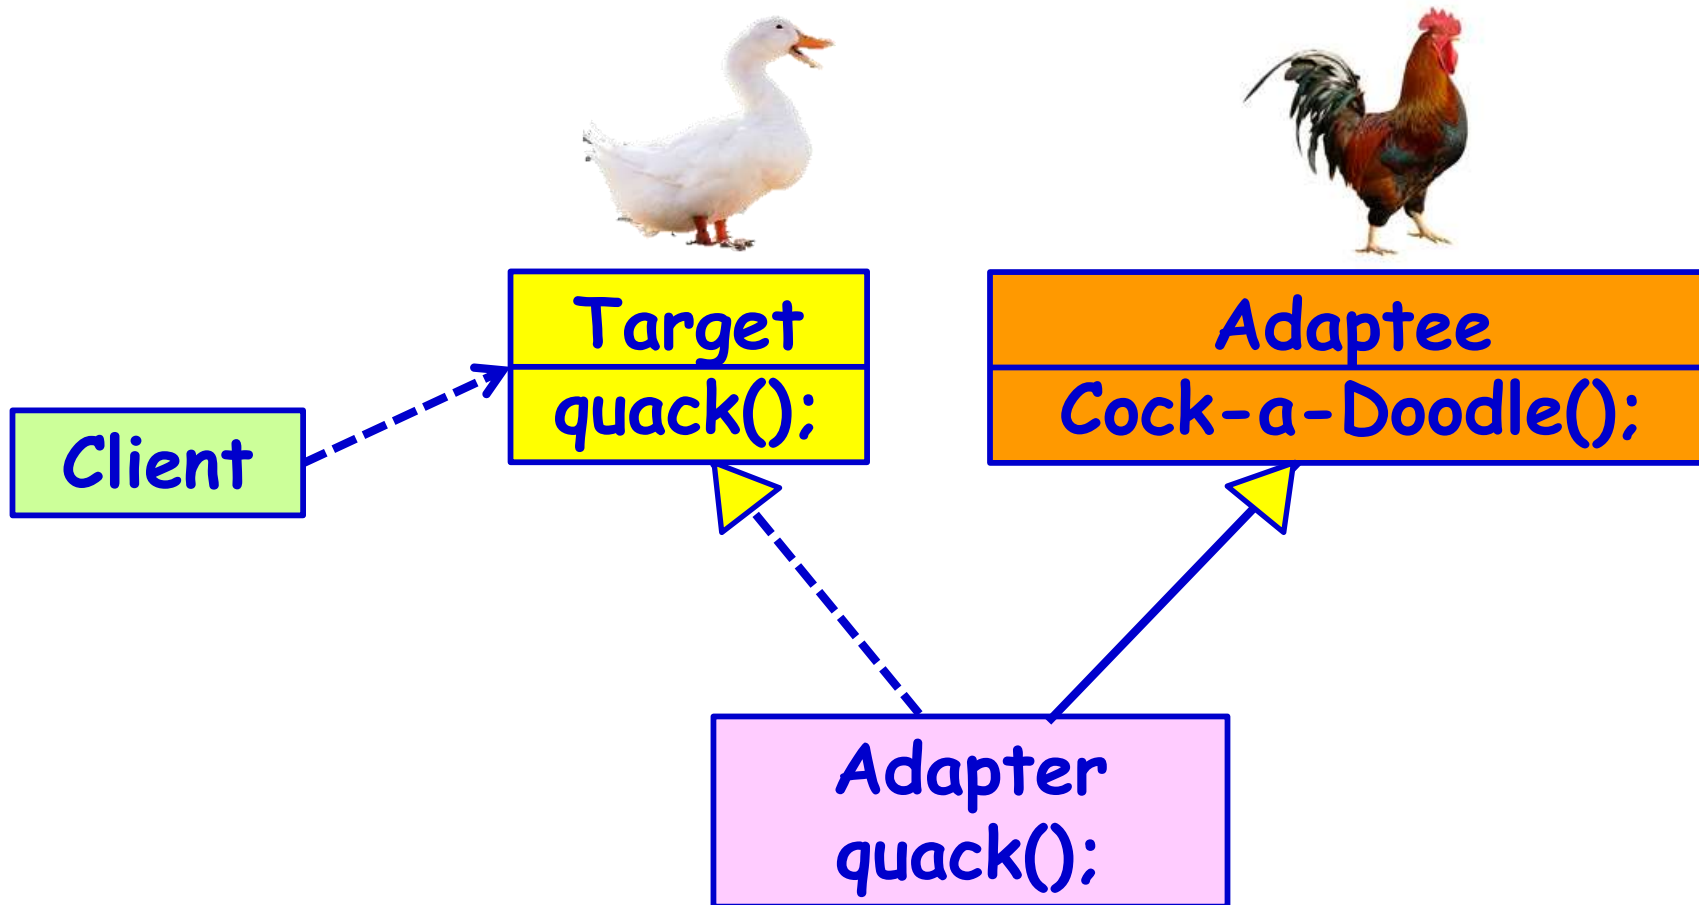 Target
quack();
Adaptee
Cock-a-Doodle();
Client
Adapter
quack();